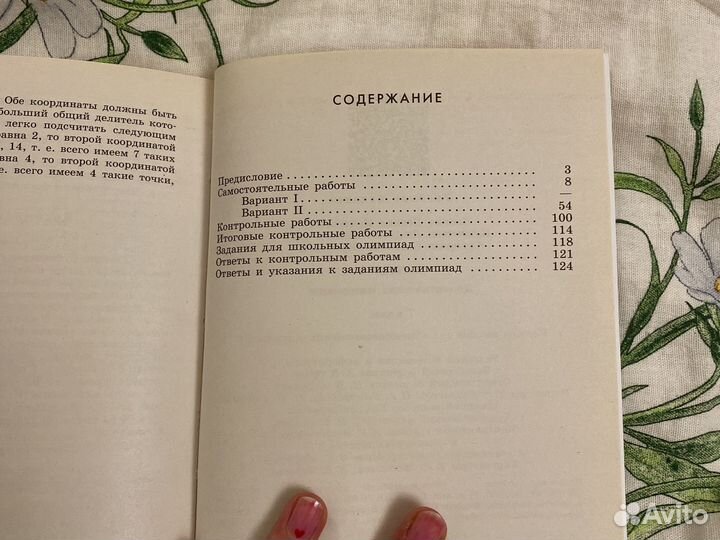 Обе координаты должны быть
больший общий делитель кото-
легко подсчитать следующим
авна 2, то второй координатой
, 14, т. е. всего имеем 7 таких
вна 4, то второй координатой
е. всего имеем 4 такие точки,
СОДЕРЖАНИЕ
Предисловие 3
Самостоятельные работы 8
Вариант I —
Вариант II 54
Контрольные работы 100
Итоговые контрольные работы 114
Задания для школьных олимпиад 118
Ответы к контрольным работам 121
Ответы и указания к заданиям олимпиад 124
Avito